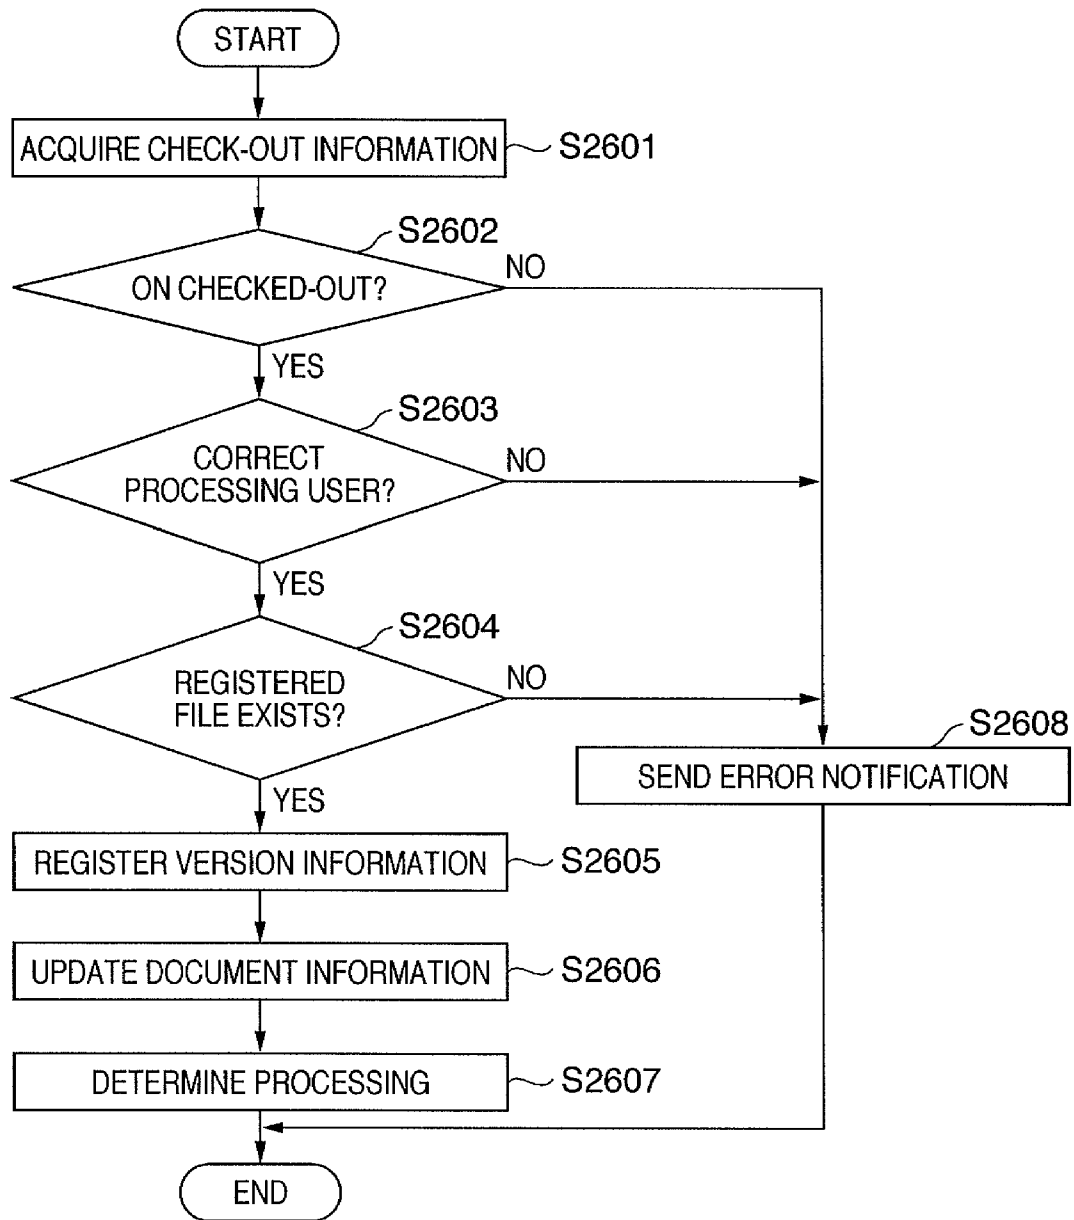 START
ACQUIRE CHECK-OUT INFORMATION
S2601
S2602
ON CHECKED-OUT?
NO
YES
S2603
CORRECT
PROCESSING USER?
NO
YES
S2604
REGISTERED
FILE EXISTS?
NO
YES
S2608
SEND ERROR NOTIFICATION
REGISTER VERSION INFORMATION
S2605
UPDATE DOCUMENT INFORMATION
S2606
DETERMINE PROCESSING
S2607
END